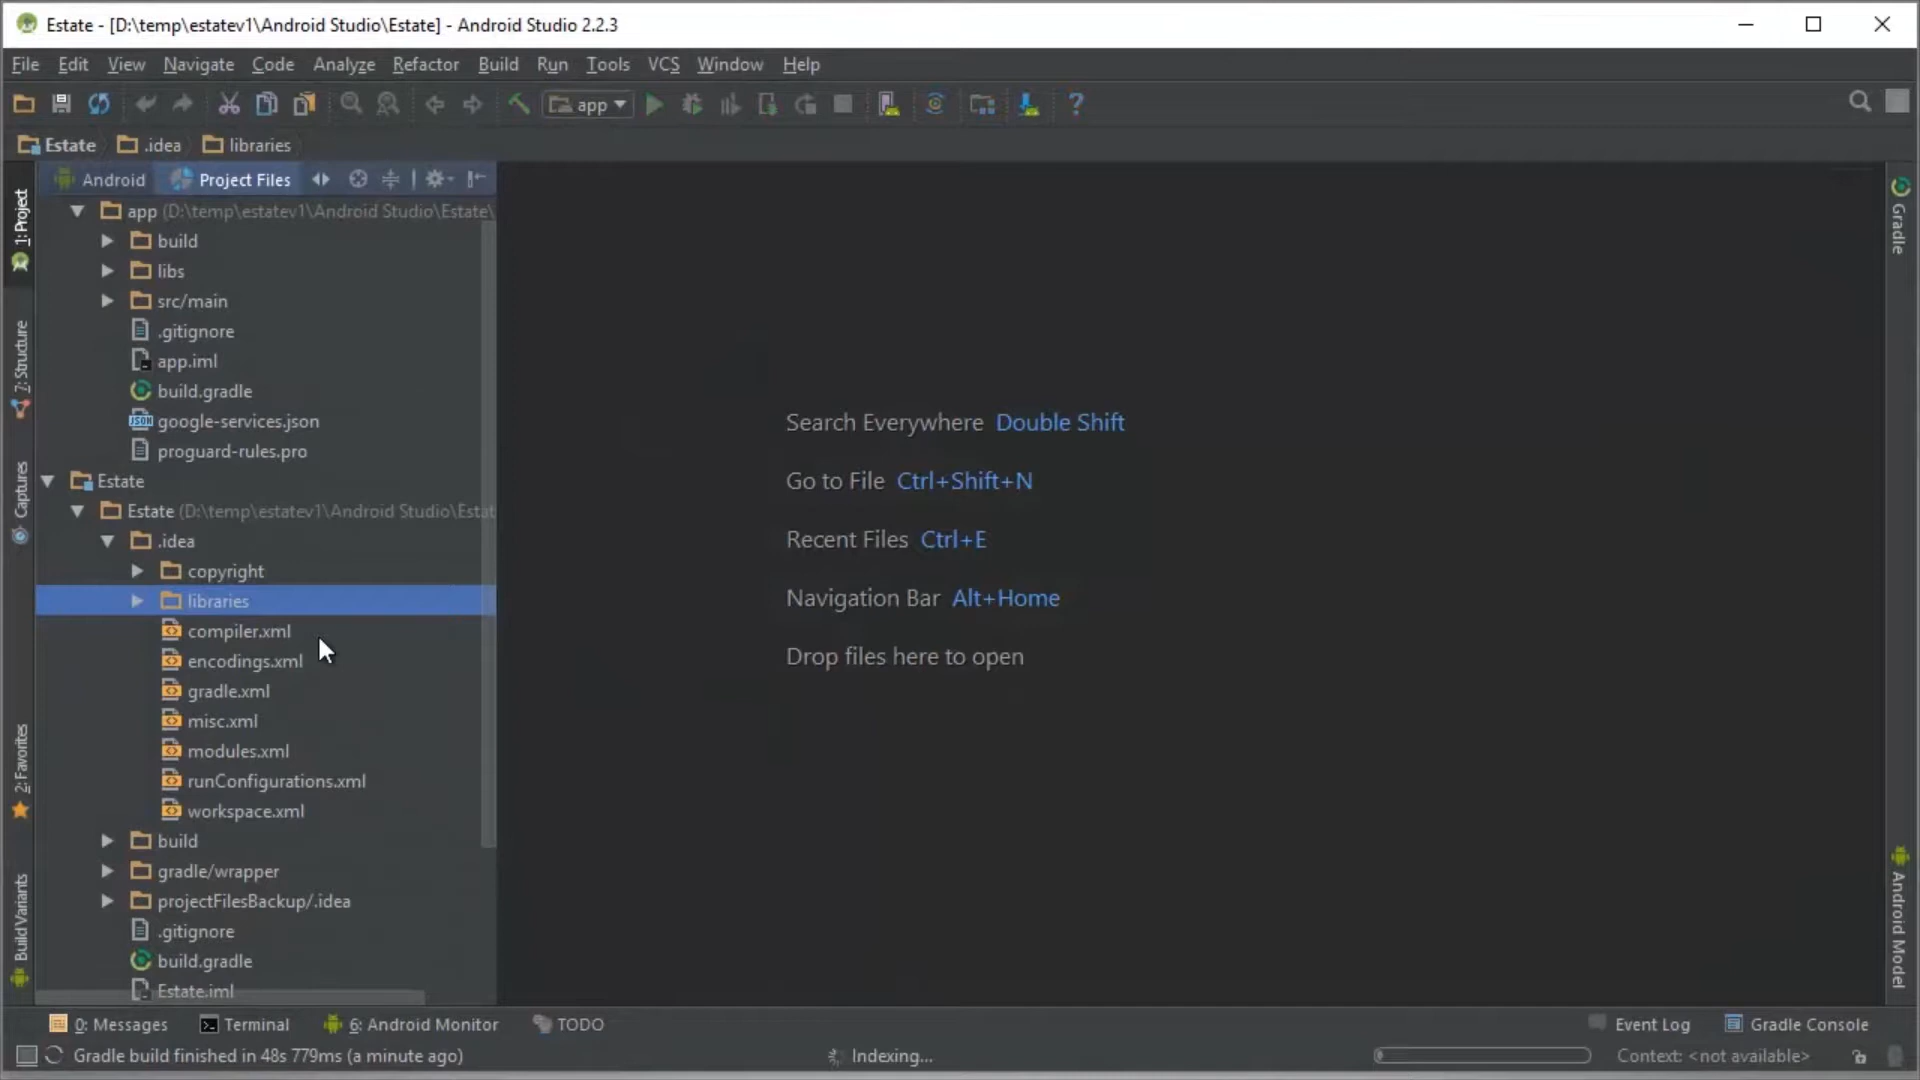 Estate - [D:\temp\estatev1\Android Studio\Estate] - Android Studio 2.2.3
File Edit View Navigate Code Analyze Refactor Build Run Tools VCS Window Help
app
?
Estate .idea libraries
Android Project Files
1: Project
7: Structure
Captures
2: Favorites
Build Variants
app (D:\temp\estatev1\Android Studio\Estate\
build
libs
src/main
.gitignore
app.iml
build.gradle
JSON google-services.json
proguard-rules.pro
Estate
Estate (D:\temp\estatev1\Android Studio\Estat
.idea
copyright
libraries
compiler.xml
encodings.xml
gradle.xml
misc.xml
modules.xml
runConfigurations.xml
workspace.xml
build
gradle/wrapper
projectFilesBackup/.idea
.gitignore
build.gradle
Estate.iml
Search Everywhere Double Shift
Go to File Ctrl+Shift+N
Recent Files Ctrl+E
Navigation Bar Alt+Home
Drop files here to open
Gradle
Android Model
0: Messages Terminal 6: Android Monitor TODO Event Log Gradle Console
Gradle build finished in 48s 779ms (a minute ago) Indexing... Context: <not available>